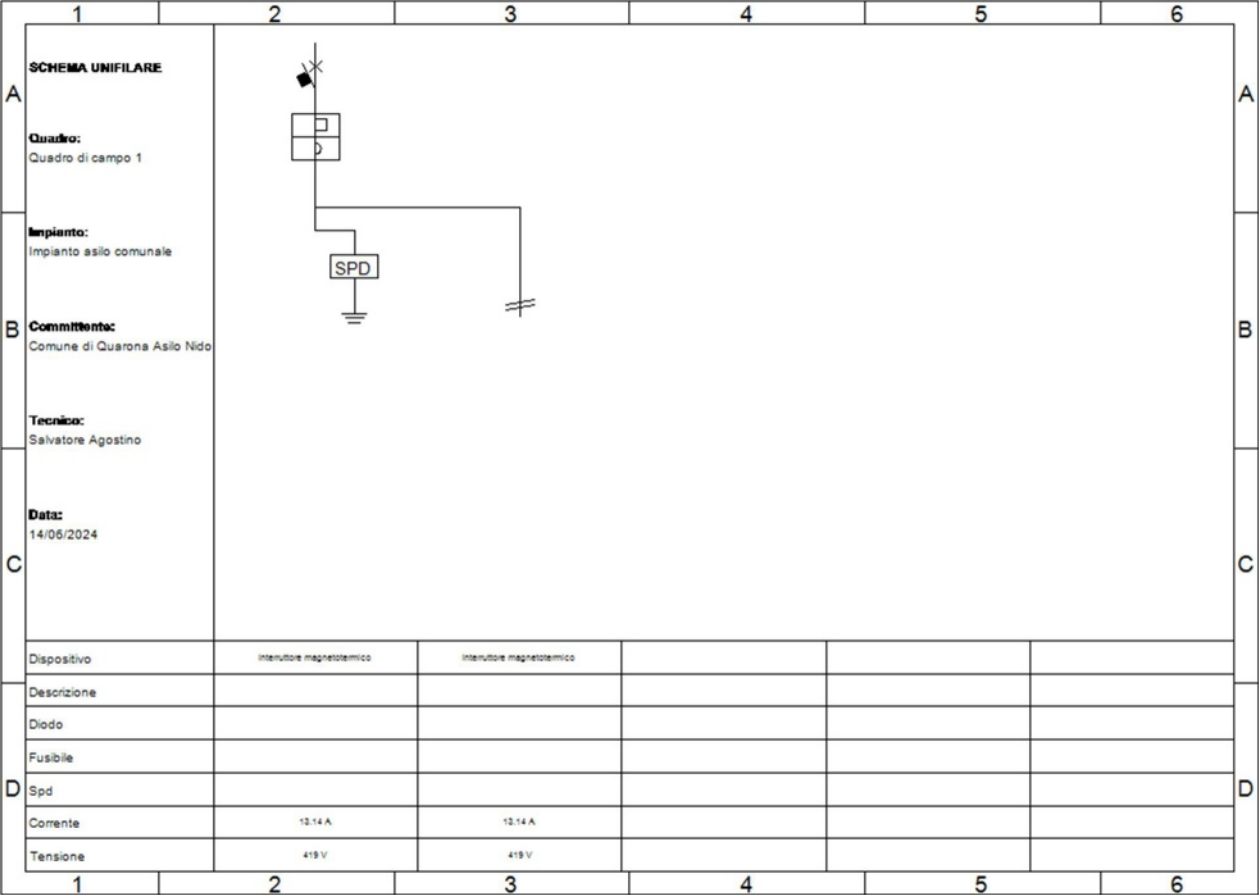 1 2 3 4 5 6
SCHEMA UNIFILARE
A A
Quadro:
Quadro di campo 1
Impianto:
Impianto asilo comunale
SPD
B B
Committente:
Comune di Quarona Asilo Nido
Tecnico:
Salvatore Agostino
Data:
14/06/2024
C C
Dispositivo Interruttore magnetotermico Interruttore magnetotermico
Descrizione
Diodo
Fusibile
D D
Spd
Corrente 13.14 A 13.14 A
Tensione 419 V 419 V
1 2 3 4 5 6